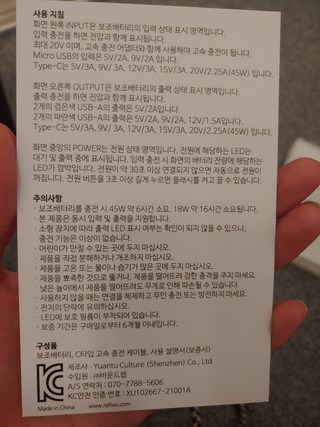 사용 지침
화면 왼쪽 INPUT은 보조배터리의 입력 상태 표시 영역입니다.
입력 충전을 하면 전압과 함께 표시됩니다.
최대 20V 이며, 고속 충전 어댑터와 함께 사용해야 고속 충전이 됩니다.
Micro USB의 입력은 5V/2A, 9V/2A 입니다.
Type-C는 5V/3A, 9V/ 3A, 12V/3A, 15V/3A, 20V/2.25A(45W) 입니다.
화면 오른쪽 OUTPUT은 보조배터리의 출력 상태 표시 영역입니다.
출력 충전을 하면 전압과 함께 표시됩니다.
2개의 검은색 USB-A의 출력은 5V/2A입니다.
2개의 파란색 USB-A의 출력은 5V/2A, 9V/2A, 12V/1.5A입니다.
Type-C는 5V/3A, 9V/ 3A, 12V/3A, 15V/3A, 20V/2.25A(45W) 입니다.
화면 중앙의 POWER는 전원 상태 영역입니다. 전원에 해당하는 LED는
대기 및 출력 중에 표시됩니다. 입력 충전 시 화면의 배터리 잔량에 해당하는
LED가 깜박입니다. 전원이 약 30초 이상 연결되지 않으면 자동으로 전원이
꺼집니다. 전원 버튼을 3초 이상 길게 누르면 플래시를 켜고 끌 수 있습니다.
주의사항
· 보조배터리를 충전 시 45W 약 6시간 소요, 18W 약 16시간 소요됩니다.
· 본 제품은 동시 입력 및 출력을 지원합니다.
· 소형 장치에 따라 출력 LED 표시 여부는 확인이 되지 않을 수 있으나,
충전 기능은 이상이 없습니다.
· 어린이가 만질 수 있는 곳에 두지 마십시오.
· 제품을 직접 분해하거나 개조하지 마십시오.
· 제품을 고온 또는 물이나 습기가 많은 곳에 두지 마십시오.
· 제품을 뾰족한 것으로 뚫거나, 제품을 떨어뜨려 강한 충격을 주지 마세요.
· 낮은 높이에서 제품을 떨어뜨려도 무게로 인해 파손될 수 있습니다.
· 사용하지 않을 때는 연결을 해제하고 무인 충전 또는 방전하지 마세요.
· 전지의 단락에 유의하십시오.
· LED에 보호 필름이 부착되어 있습니다.
· 보증 기간은 구매일로부터 6개월 이내입니다.
구성품
보조배터리, C타입 고속 충전 케이블, 사용 설명서(보증서)
제조사 : Yuantu Culture (Shenzhen) Co., Ltd.
수입원 : ㈜마운드랩
A/S 연락처 : 070-7788-5606
KC안전 인증 번호 : XU102667-21001A
Made in China www.rafloo.com